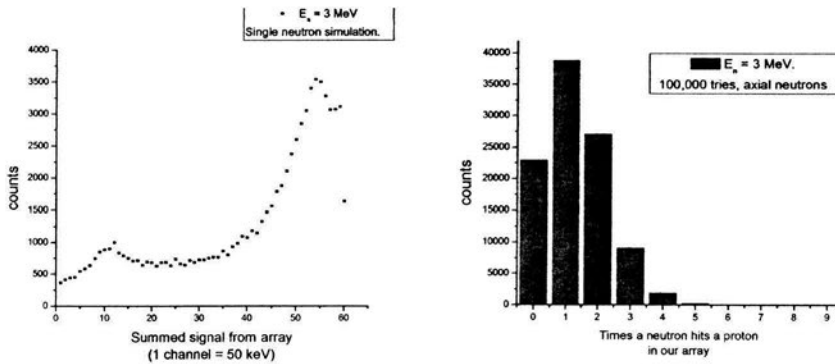 E_n = 3 MeV
Single neutron simulation.
4000
3500
3000
2500
2000
1500
1000
500
0
counts
0 10 20 30 40 50 60
Summed signal from array
(1 channel = 50 keV)
E_n = 3 MeV.
100,000 tries, axial neutrons
40000
35000
30000
25000
20000
15000
10000
5000
0
counts
0 1 2 3 4 5 6 7 8 9
Times a neutron hits a proton
in our array